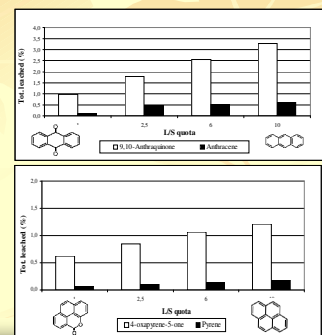 Tot. leached (%)
4,0
3,5
3,0
2,5
2,0
1,5
1,0
0,5
0,0
2,5
6
10
L/S quota
O
O
9,10-Anthraquinone
Anthracene
Tot. leached (%)
2,0
1,5
1,0
0,5
0,0
2,5
6
L/S quota
O
O
4-oxapyrene-5-one
Pyrene